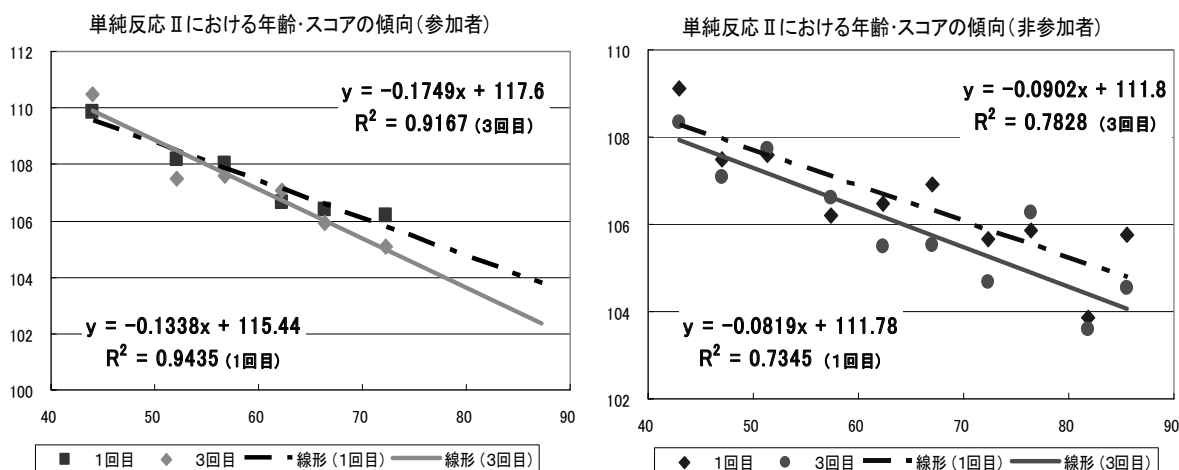 単純反応Ⅱにおける年齢・スコアの傾向(参加者)
112
110
108
106
104
102
100
40 50 60 70 80 90
y = -0.1749x + 117.6
R² = 0.9167 (3回目)
y = -0.1338x + 115.44
R² = 0.9435 (1回目)
1回目 3回目 線形(1回目) 線形(3回目)
単純反応Ⅱにおける年齢・スコアの傾向(非参加者)
110
108
106
104
102
40 50 60 70 80 90
y = -0.0902x + 111.8
R² = 0.7828 (3回目)
y = -0.0819x + 111.78
R² = 0.7345 (1回目)
1回目 3回目 線形(1回目) 線形(3回目)